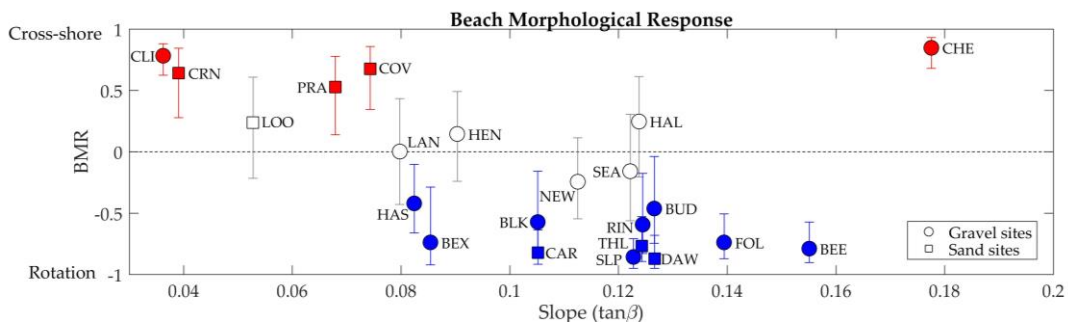 Beach Morphological Response
Cross-shore
1
CLI
CRN
PRA
COV
CHE
0.5
LOO
LAN
HEN
HAL
BMR
0
SEA
NEW
HAS
BEX
BLK
CAR
RIN
BUD
THL
SLP
DAW
FOL
BEE
-0.5
Gravel sites
Sand sites
Rotation
-1
0.04 0.06 0.08 0.1 0.12 0.14 0.16 0.18 0.2
Slope (tanβ)